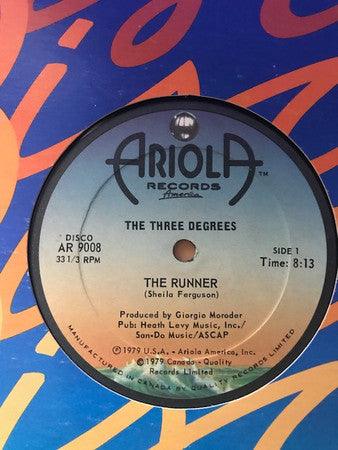 ARIOLA™
RECORDS
America
THE THREE DEGREES
DISCO
AR 9008
33 1/3 RPM
SIDE 1
Time: 8:13
THE RUNNER
(Sheila Ferguson)
Produced by Giorgio Moroder
Pub: Heath Levy Music, Inc./
San-Do Music/ASCAP
℗ 1979 U.S.A. - Ariola America, Inc.
© 1979 Canada - Quality
Records Limited
MANUFACTURED IN CANADA BY QUALITY RECORDS LIMITED